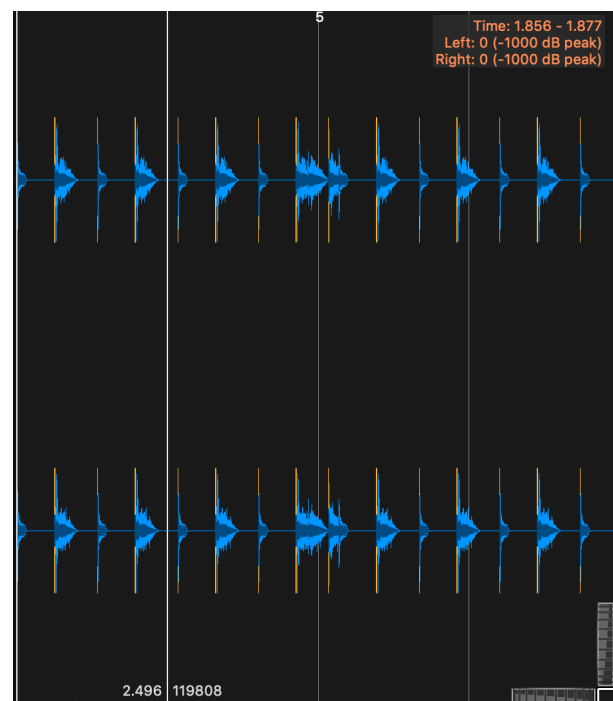 5
Time: 1.856 - 1.877
Left: 0 (-1000 dB peak)
Right: 0 (-1000 dB peak)
2.496 119808